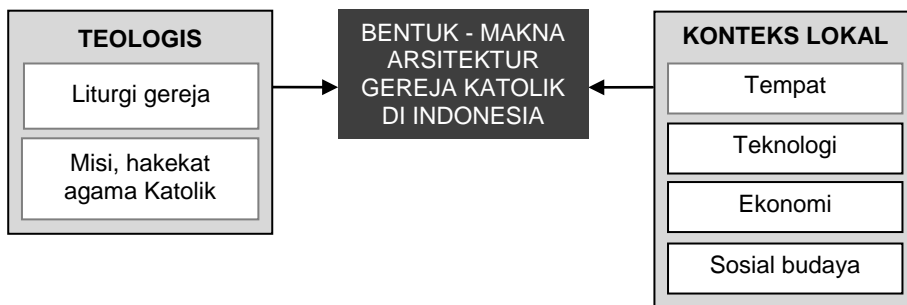 TEOLOGIS
Liturgi gereja
Misi, hakekat
agama Katolik
BENTUK - MAKNA
ARSITEKTUR
GEREJA KATOLIK
DI INDONESIA
KONTEKS LOKAL
Tempat
Teknologi
Ekonomi
Sosial budaya